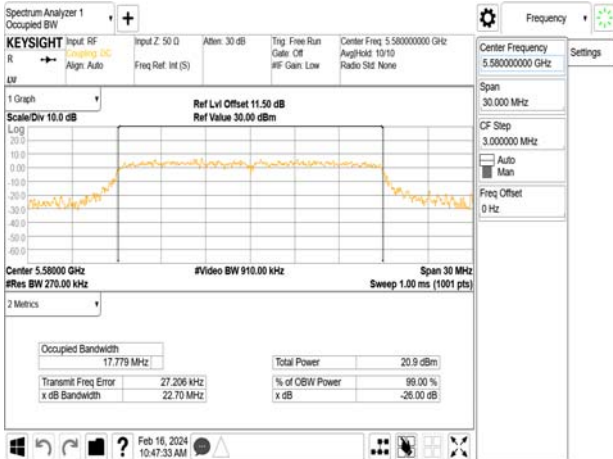 Spectrum Analyzer 1
Occupied BW
Frequency
KEYSIGHT
R
LW
Input: RF
Coupling: DC
Align: Auto
Input Z: 50 Ω
Freq Ref: Int (S)
Atten: 30 dB
Trig: Free Run
Gate: Off
#IF Gain: Low
Center Freq: 5.580000000 GHz
Avg|Hold: 10/10
Radio Std: None
Center Frequency
5.580000000 GHz
Settings
Span
30.000 MHz
CF Step
3.000000 MHz
Auto
Man
Freq Offset
0 Hz
1 Graph
Scale/Div 10.0 dB
Ref Lvl Offset 11.50 dB
Ref Value 30.00 dBm
Log
20.0
10.0
0.00
-10.0
-20.0
-30.0
-40.0
-50.0
-60.0
Center 5.58000 GHz
#Res BW 270.00 kHz
#Video BW 910.00 kHz
Span 30 MHz
Sweep 1.00 ms (1001 pts)
2 Metrics
Occupied Bandwidth
17.779 MHz
Total Power 20.9 dBm
Transmit Freq Error 27.206 kHz
% of OBW Power 99.00 %
x dB Bandwidth 22.70 MHz
x dB -26.00 dB
?
Feb 16, 2024
10:47:33 AM